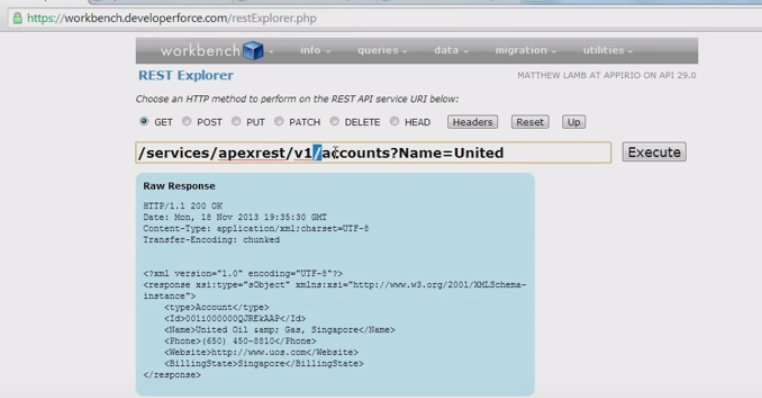 https://workbench.developerforce.com/restExplorer.php
workbench info queries data migration utilities
REST Explorer MATTHEW LAMB AT APPIRIO ON API 29.0
Choose an HTTP method to perform on the REST API service URI below:
GET POST PUT PATCH DELETE HEAD Headers Reset Up
/services/apexrest/v1/accounts?Name=United Execute
Raw Response
HTTP/1.1 200 OK
Date: Mon, 18 Nov 2013 19:35:30 GMT
Content-Type: application/xml;charset=UTF-8
Transfer-Encoding: chunked
<?xml version="1.0" encoding="UTF-8"?>
<response xsi:type="sObject" xmlns:xsi="http://www.w3.org/2001/XMLSchema-
instance">
<type>Account</type>
<Id>001i000000QJREkAAP</Id>
<Name>United Oil &amp; Gas, Singapore</Name>
<Phone>(650) 450-8810</Phone>
<Website>http://www.uos.com</Website>
<BillingState>Singapore</BillingState>
</response>